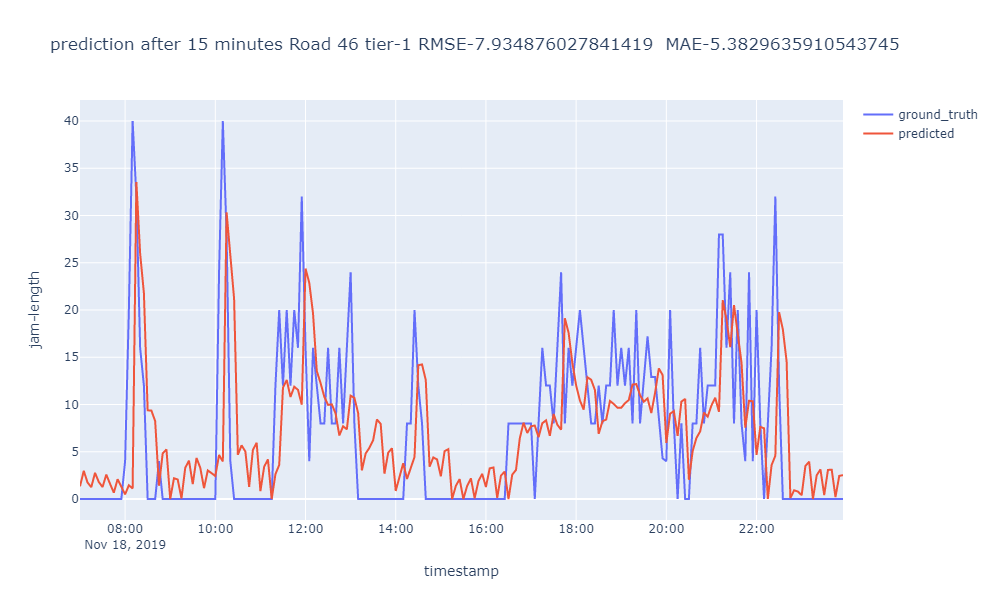 prediction after 15 minutes Road 46 tier-1 RMSE-7.934876027841419  MAE-5.3829635910543745
ground_truth
predicted
40
35
30
25
20
15
10
5
0
jam-length
08:00 10:00 12:00 14:00 16:00 18:00 20:00 22:00
Nov 18, 2019
timestamp